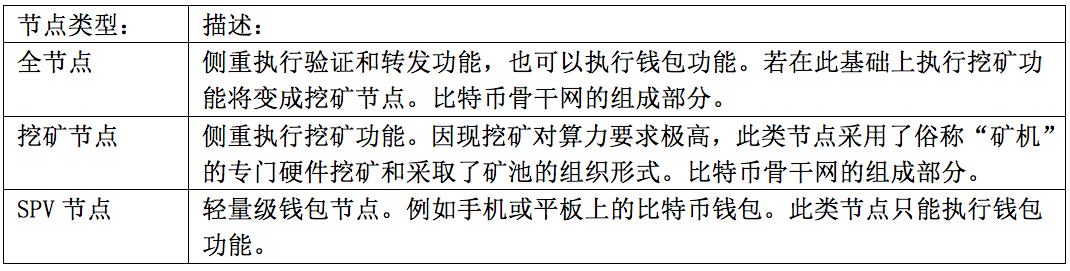 节点类型： 描述：
全节点 侧重执行验证和转发功能，也可以执行钱包功能。若在此基础上执行挖矿功
能将变成挖矿节点。比特币骨干网的组成部分。
挖矿节点 侧重执行挖矿功能。因现挖矿对算力要求极高，此类节点采用了俗称“矿机”
的专门硬件挖矿和采取了矿池的组织形式。比特币骨干网的组成部分。
SPV 节点 轻量级钱包节点。例如手机或平板上的比特币钱包。此类节点只能执行钱包
功能。